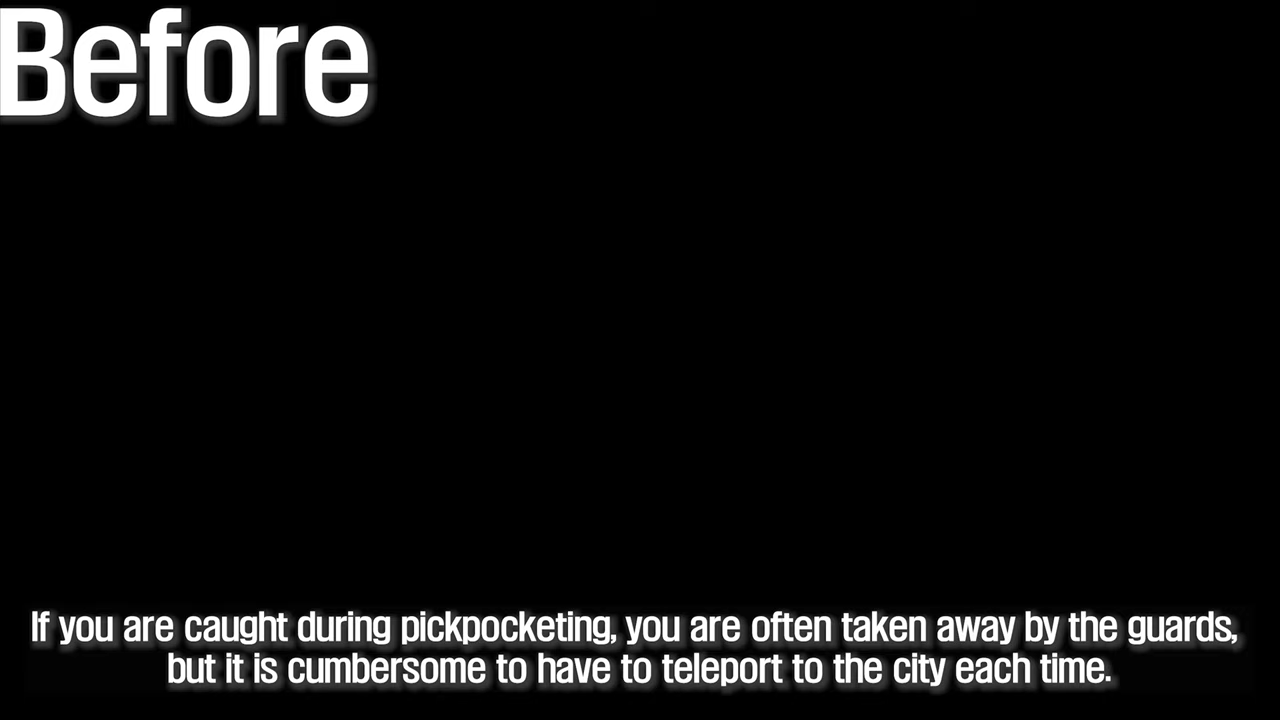 Before
If you are caught during pickpocketing, you are often taken away by the guards,
but it is cumbersome to have to teleport to the city each time.